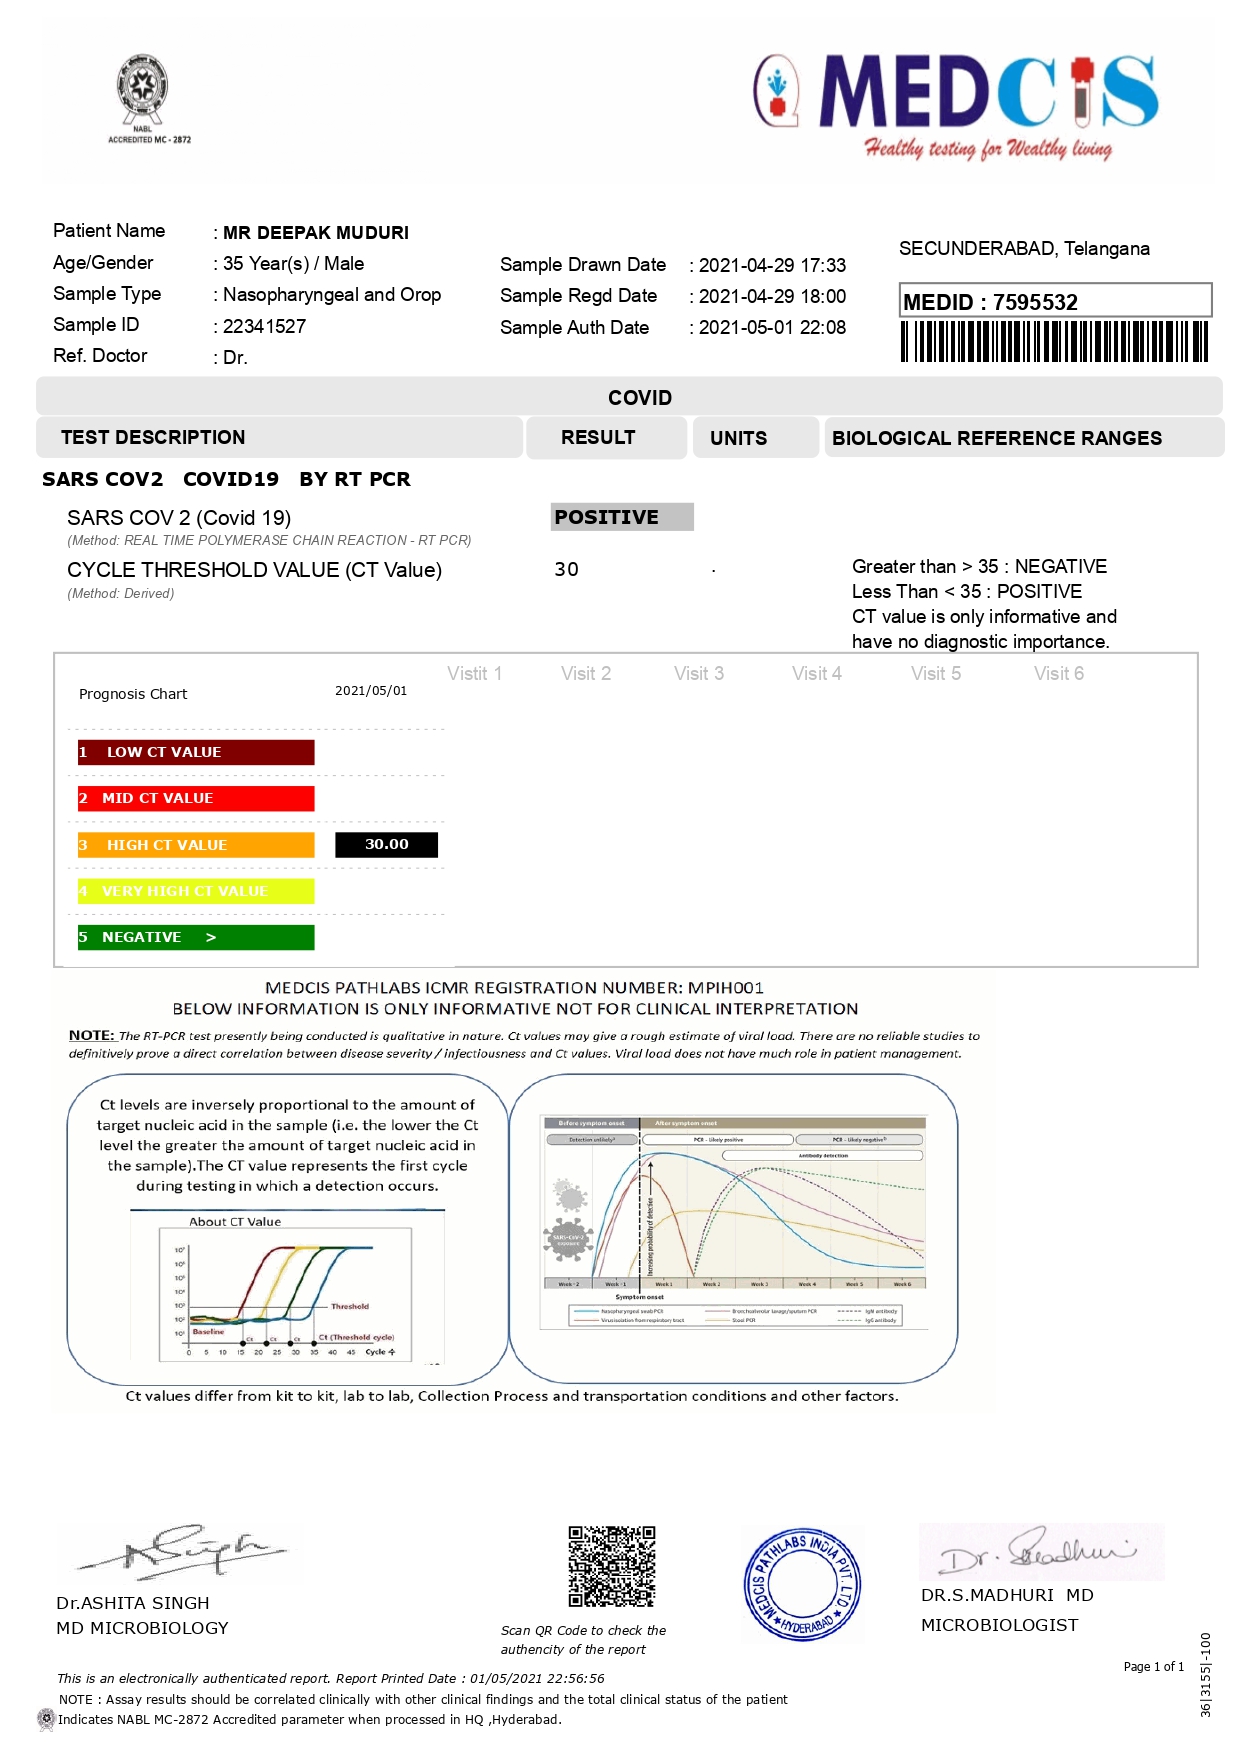 NABL
ACCREDITED MC - 2872
MEDCIS
Healthy testing for Wealthy living
Patient Name : MR DEEPAK MUDURI
Age/Gender : 35 Year(s) / Male
Sample Type : Nasopharyngeal and Orop
Sample ID : 22341527
Ref. Doctor : Dr.
Sample Drawn Date : 2021-04-29 17:33
Sample Regd Date : 2021-04-29 18:00
Sample Auth Date : 2021-05-01 22:08
SECUNDERABAD, Telangana
MEDID : 7595532
COVID
TEST DESCRIPTION RESULT UNITS BIOLOGICAL REFERENCE RANGES
SARS COV2 COVID19 BY RT PCR
SARS COV 2 (Covid 19) POSITIVE
(Method: REAL TIME POLYMERASE CHAIN REACTION - RT PCR)
CYCLE THRESHOLD VALUE (CT Value) 30 .
(Method: Derived)
Greater than > 35 : NEGATIVE
Less Than < 35 : POSITIVE
CT value is only informative and
have no diagnostic importance.
Vistit 1 Visit 2 Visit 3 Visit 4 Visit 5 Visit 6
Prognosis Chart 2021/05/01
1 LOW CT VALUE
2 MID CT VALUE
3 HIGH CT VALUE 30.00
4 VERY HIGH CT VALUE
5 NEGATIVE >
MEDCIS PATHLABS ICMR REGISTRATION NUMBER: MPIH001
BELOW INFORMATION IS ONLY INFORMATIVE NOT FOR CLINICAL INTERPRETATION
NOTE: The RT-PCR test presently being conducted is qualitative in nature. Ct values may give a rough estimate of viral load. There are no reliable studies to
definitively prove a direct correlation between disease severity / infectiousness and Ct values. Viral load does not have much role in patient management.
Ct levels are inversely proportional to the amount of
target nucleic acid in the sample (i.e. the lower the Ct
level the greater the amount of target nucleic acid in
the sample).The CT value represents the first cycle
during testing in which a detection occurs.
About CT Value
Threshold
Baseline
Ct Ct Ct Ct (Threshold cycle)
0 5 10 15 20 25 30 35 40 45 Cycle
Before symptom onset After symptom onset
Detection unlikely PCR - Likely positive PCR - Likely negative
Antibody detection
SARS-CoV-2
exposure
Increasing probability of detection
Week -2 Week -1 Week 1 Week 2 Week 3 Week 4 Week 5 Week 6
Symptom onset
Nasopharyngeal swab PCR Bronchoalveolar lavage/sputum PCR IgM antibody
Virus isolation from respiratory tract Stool PCR IgG antibody
Ct values differ from kit to kit, lab to lab, Collection Process and transportation conditions and other factors.
Dr.ASHITA SINGH
MD MICROBIOLOGY
Scan QR Code to check the
authencity of the report
MEDCIS PATHLABS INDIA PVT. LTD.
HYDERABAD
Dr. S Madhuri
DR.S.MADHURI MD
MICROBIOLOGIST
Page 1 of 1
36|3155|-100
This is an electronically authenticated report. Report Printed Date : 01/05/2021 22:56:56
NOTE : Assay results should be correlated clinically with other clinical findings and the total clinical status of the patient
Indicates NABL MC-2872 Accredited parameter when processed in HQ ,Hyderabad.